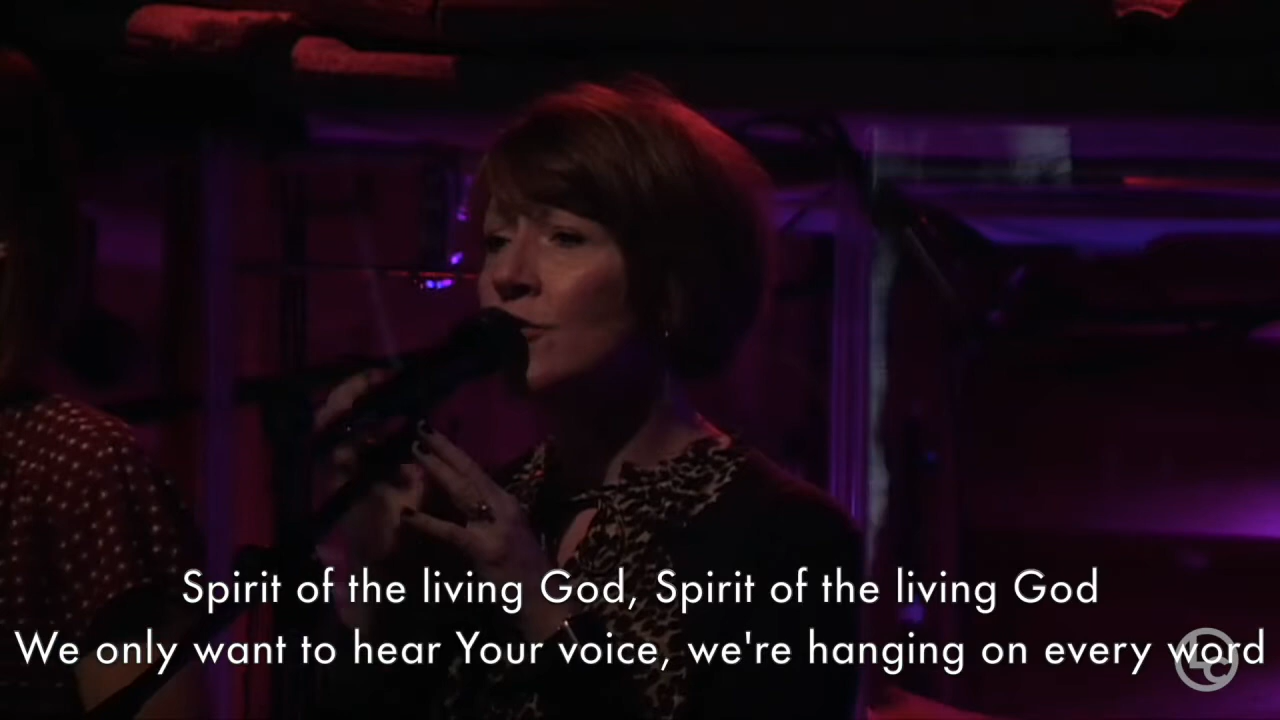 Spirit of the living God, Spirit of the living God
We only want to hear Your voice, we're hanging on every word